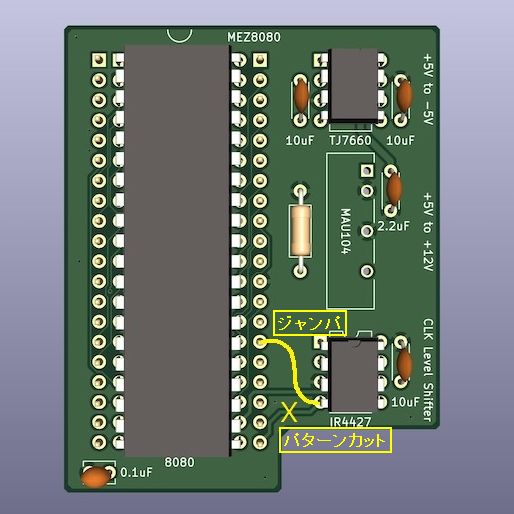 MEZ8080
+5V to -5V
10uF
TJ7660
10uF
MAU104
2.2uF
+5V to +12V
ジャンパ
CLK Level Shifter
10uF
X
IR4427
パターンカット
8080
0.1uF